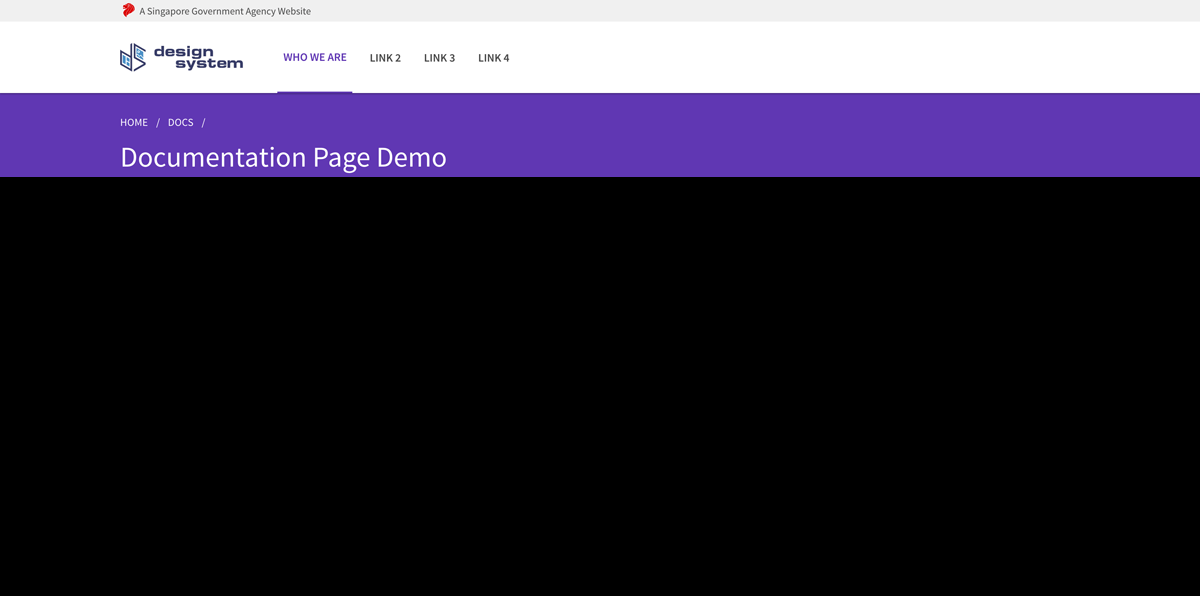 A Singapore Government Agency Website
design
system
WHO WE ARE LINK 2 LINK 3 LINK 4
HOME / DOCS /
Documentation Page Demo